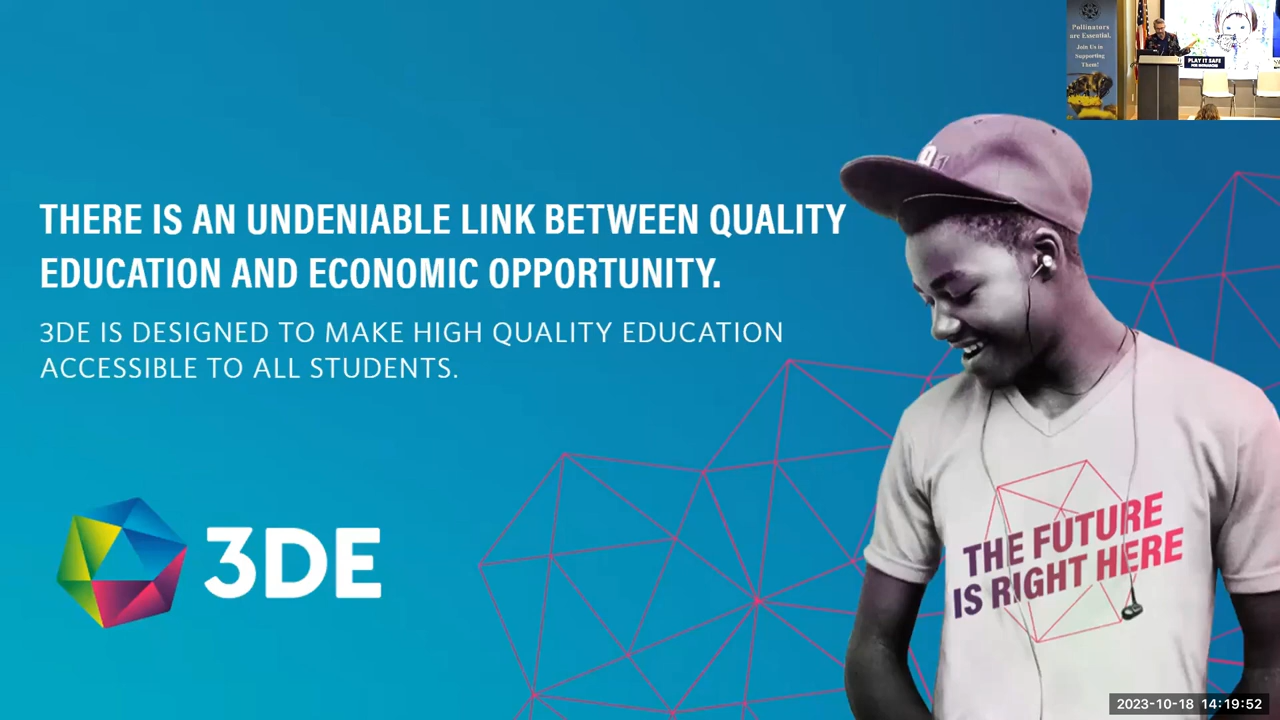 Pollinators
are Essential.
Join Us in
Supporting
Them!
PLAY IT SAFE
THERE IS AN UNDENIABLE LINK BETWEEN QUALITY
EDUCATION AND ECONOMIC OPPORTUNITY.
3DE IS DESIGNED TO MAKE HIGH QUALITY EDUCATION
ACCESSIBLE TO ALL STUDENTS.
3DE
THE FUTURE
IS RIGHT HERE
2023-10-18 14:19:52